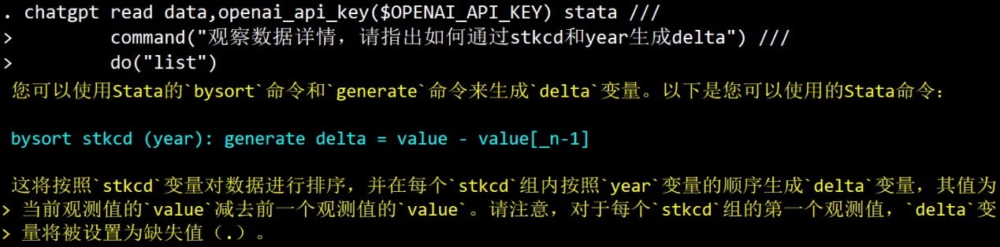 . chatgpt read data,openai_api_key($OPENAI_API_KEY) stata ///
> command("观察数据详情，请指出如何通过stkcd和year生成delta") ///
> do("list")
您可以使用Stata的`bysort`命令和`generate`命令来生成`delta`变量。以下是您可以使用的Stata命令：
bysort stkcd (year): generate delta = value - value[_n-1]
这将按照`stkcd`变量对数据进行排序，并在每个`stkcd`组内按照`year`变量的顺序生成`delta`变量，其值为
> 当前观测值的`value`减去前一个观测值的`value`。请注意，对于每个`stkcd`组的第一个观测值，`delta`变
> 量将被设置为缺失值（.）。